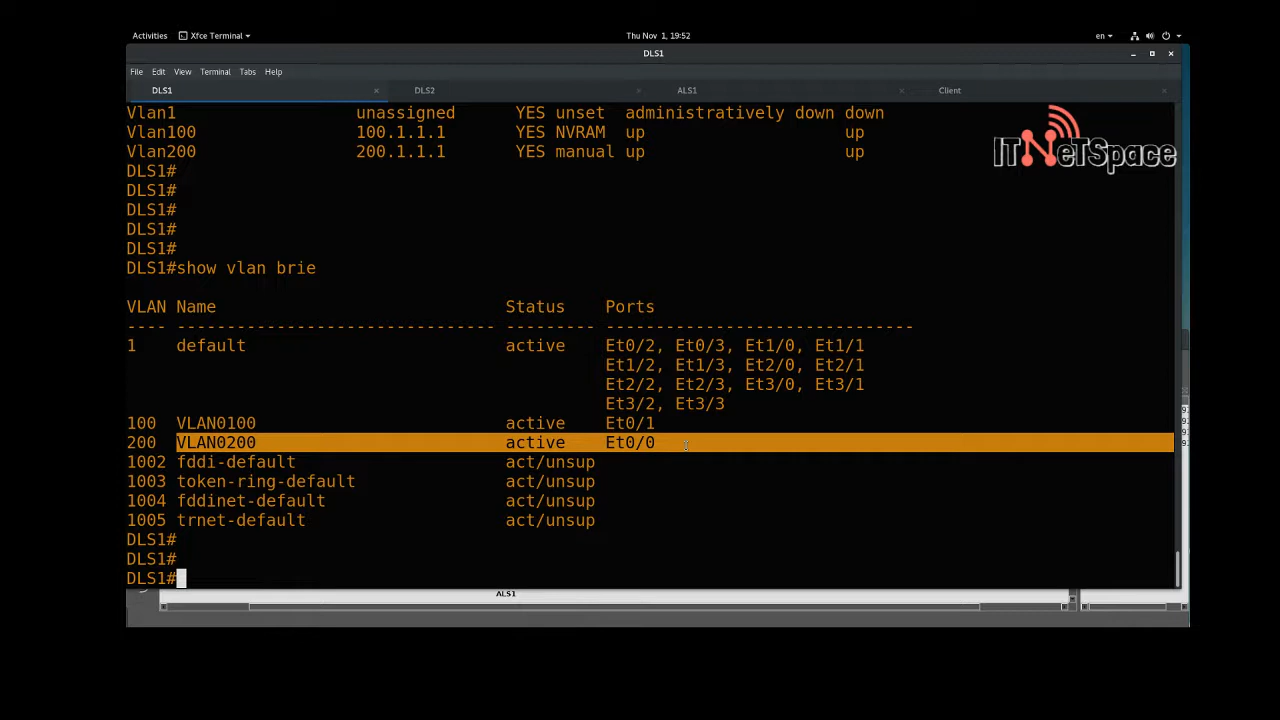 Activities Xfce Terminal Thu Nov 1, 19:52 en
DLS1
File Edit View Terminal Tabs Help
DLS1 DLS2 ALS1 Client
Vlan1 unassigned YES unset administratively down down
Vlan100 100.1.1.1 YES NVRAM up up
Vlan200 200.1.1.1 YES manual up up
DLS1#
DLS1#
DLS1#
DLS1#
DLS1#
DLS1#show vlan brie
VLAN Name Status Ports
---- -------------------------------- --------- -------------------------------
1 default active Et0/2, Et0/3, Et1/0, Et1/1
Et1/2, Et1/3, Et2/0, Et2/1
Et2/2, Et2/3, Et3/0, Et3/1
Et3/2, Et3/3
100 VLAN0100 active Et0/1
200 VLAN0200 active Et0/0
1002 fddi-default act/unsup
1003 token-ring-default act/unsup
1004 fddinet-default act/unsup
1005 trnet-default act/unsup
DLS1#
DLS1#
DLS1#
ALS1
ITNeTSpace